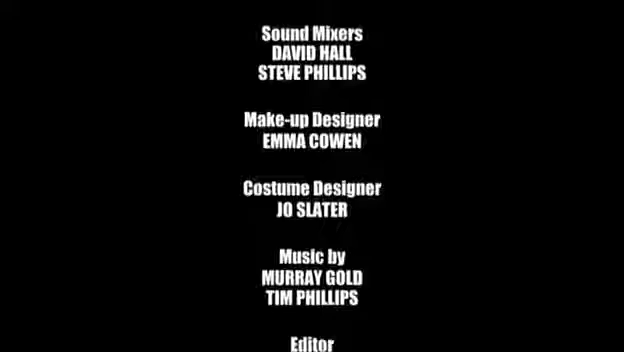 Sound Mixers
DAVID HALL
STEVE PHILLIPS
Make-up Designer
EMMA COWEN
Costume Designer
JO SLATER
Music by
MURRAY GOLD
TIM PHILLIPS
Editor